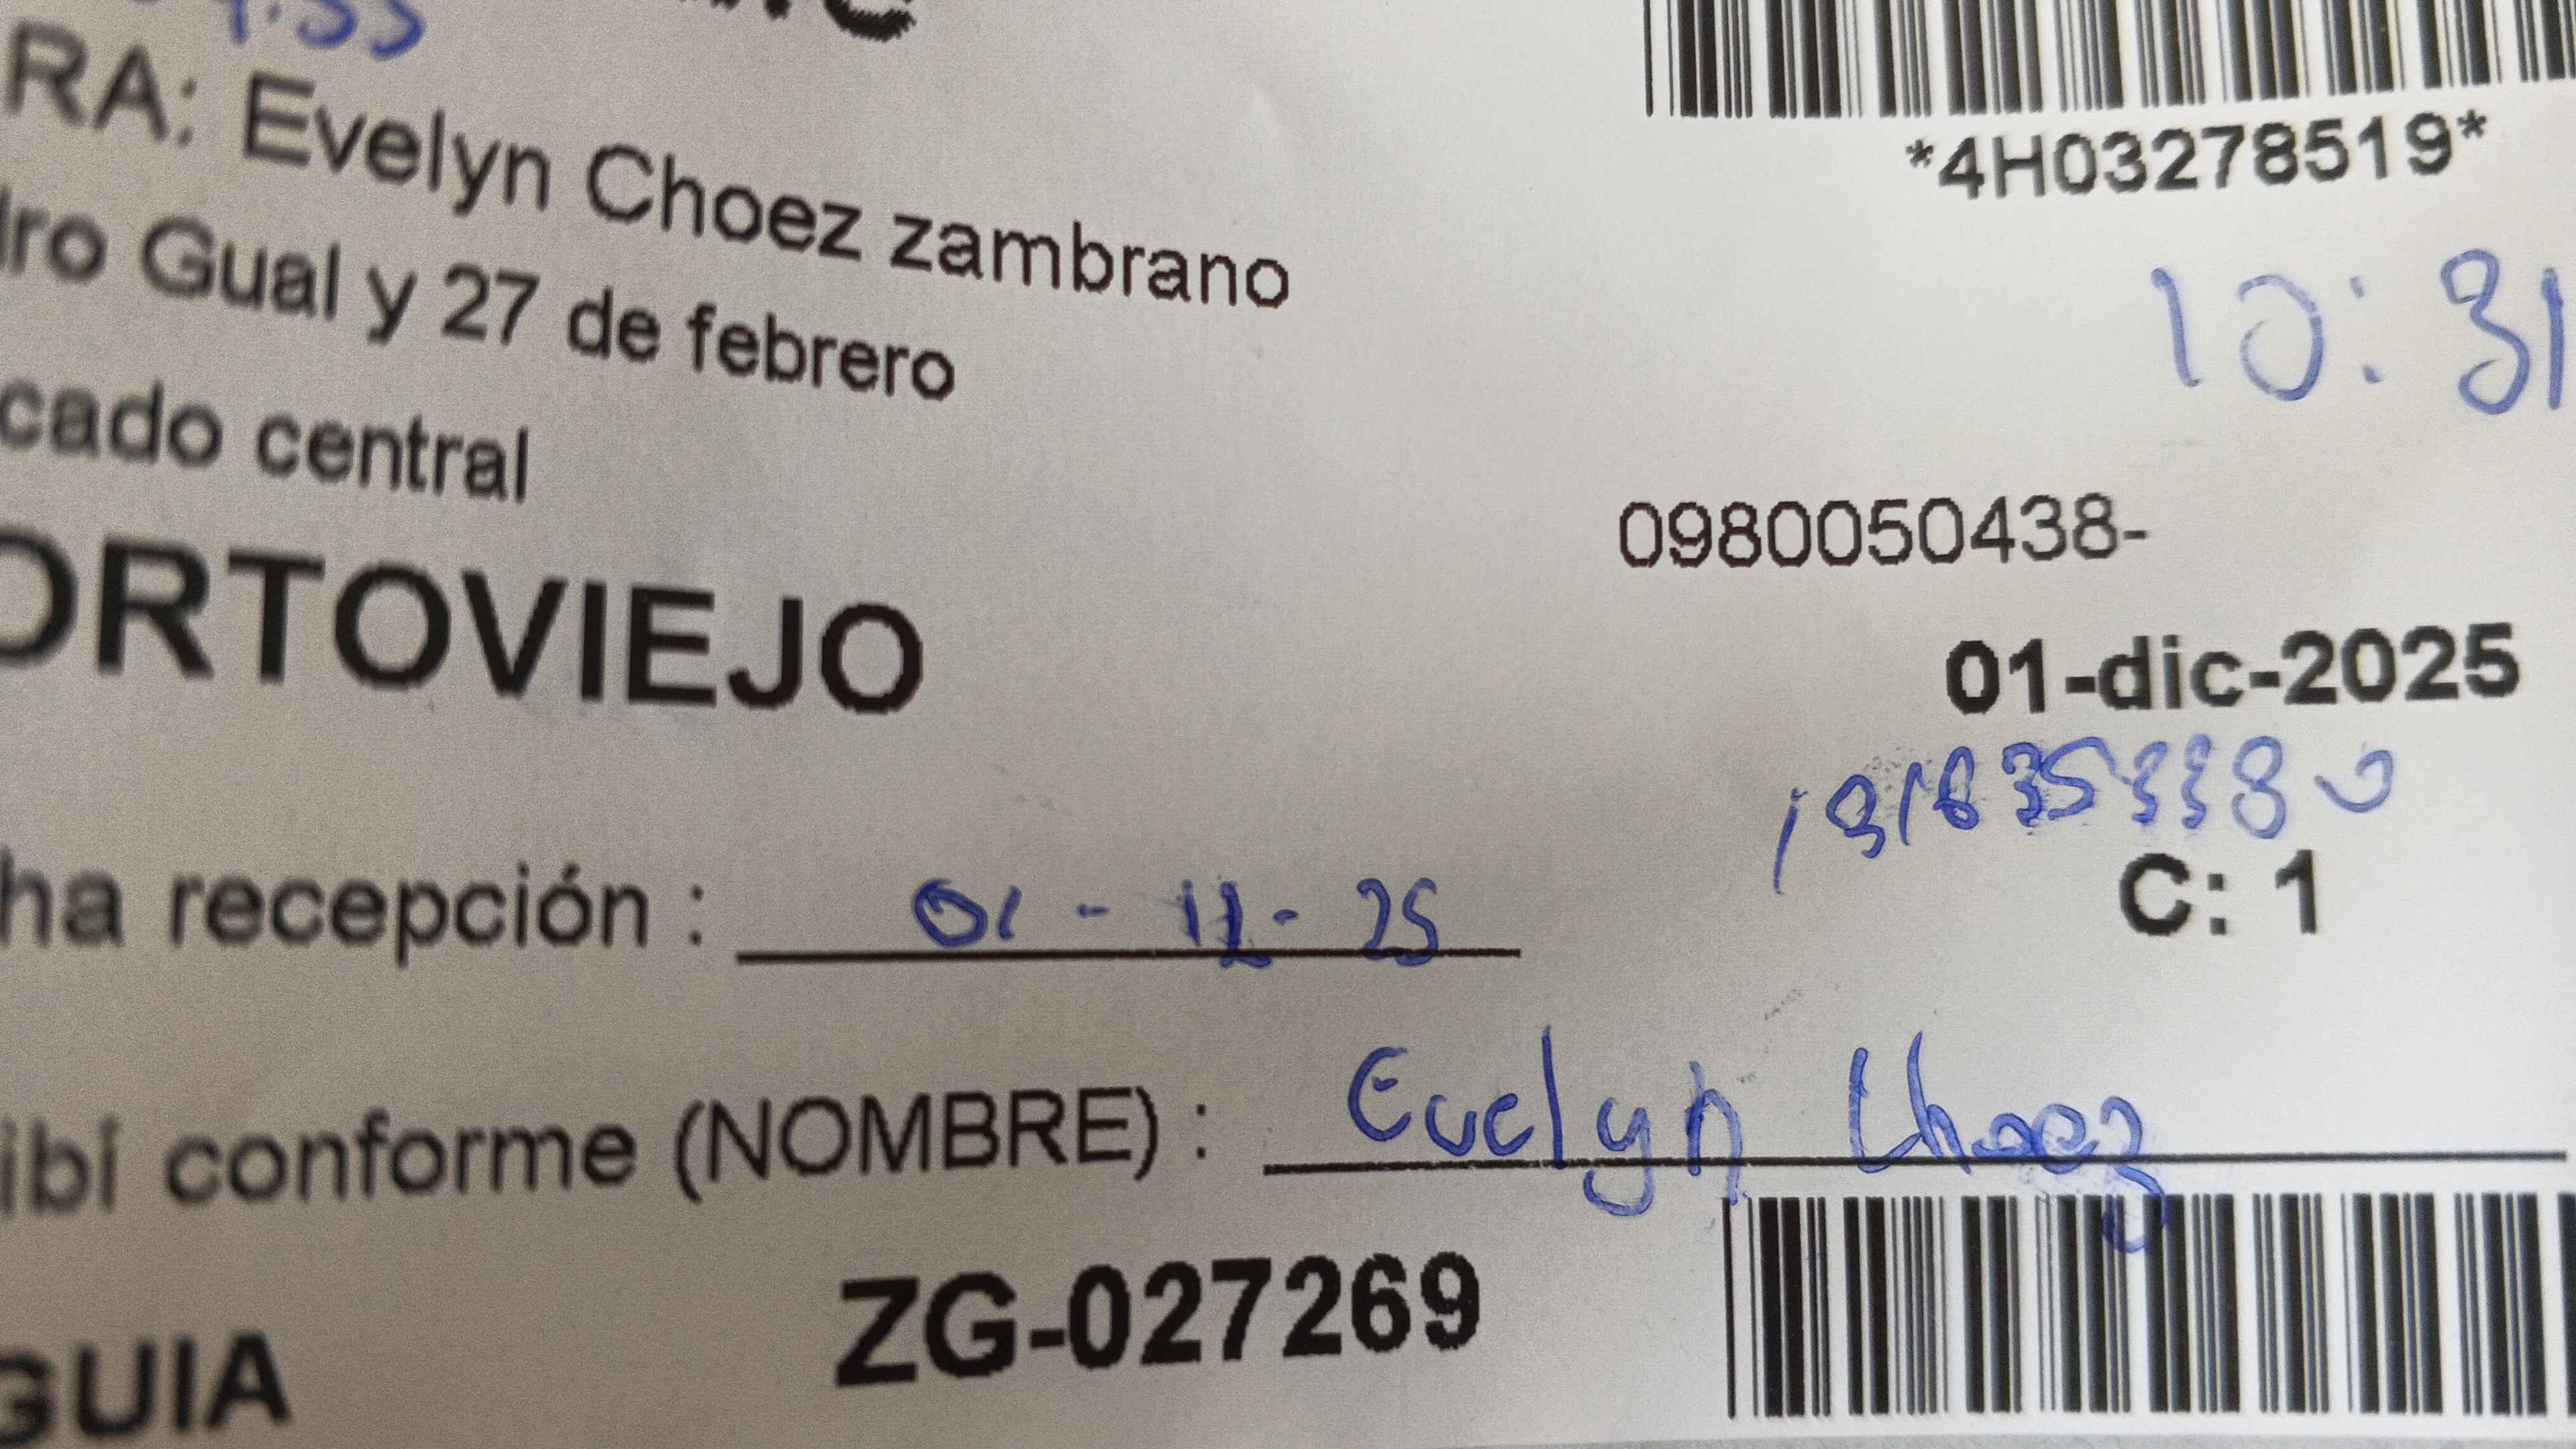 RA: Evelyn Choez zambrano
*4H03278519*
dro Gual y 27 de febrero
10:31
cado central
0980050438-
ORTOVIEJO
01-dic-2025
C: 1
ha recepción : 01-12-25
ibí conforme (NOMBRE) : Evelyn Choez
ZG-027269
GUIA